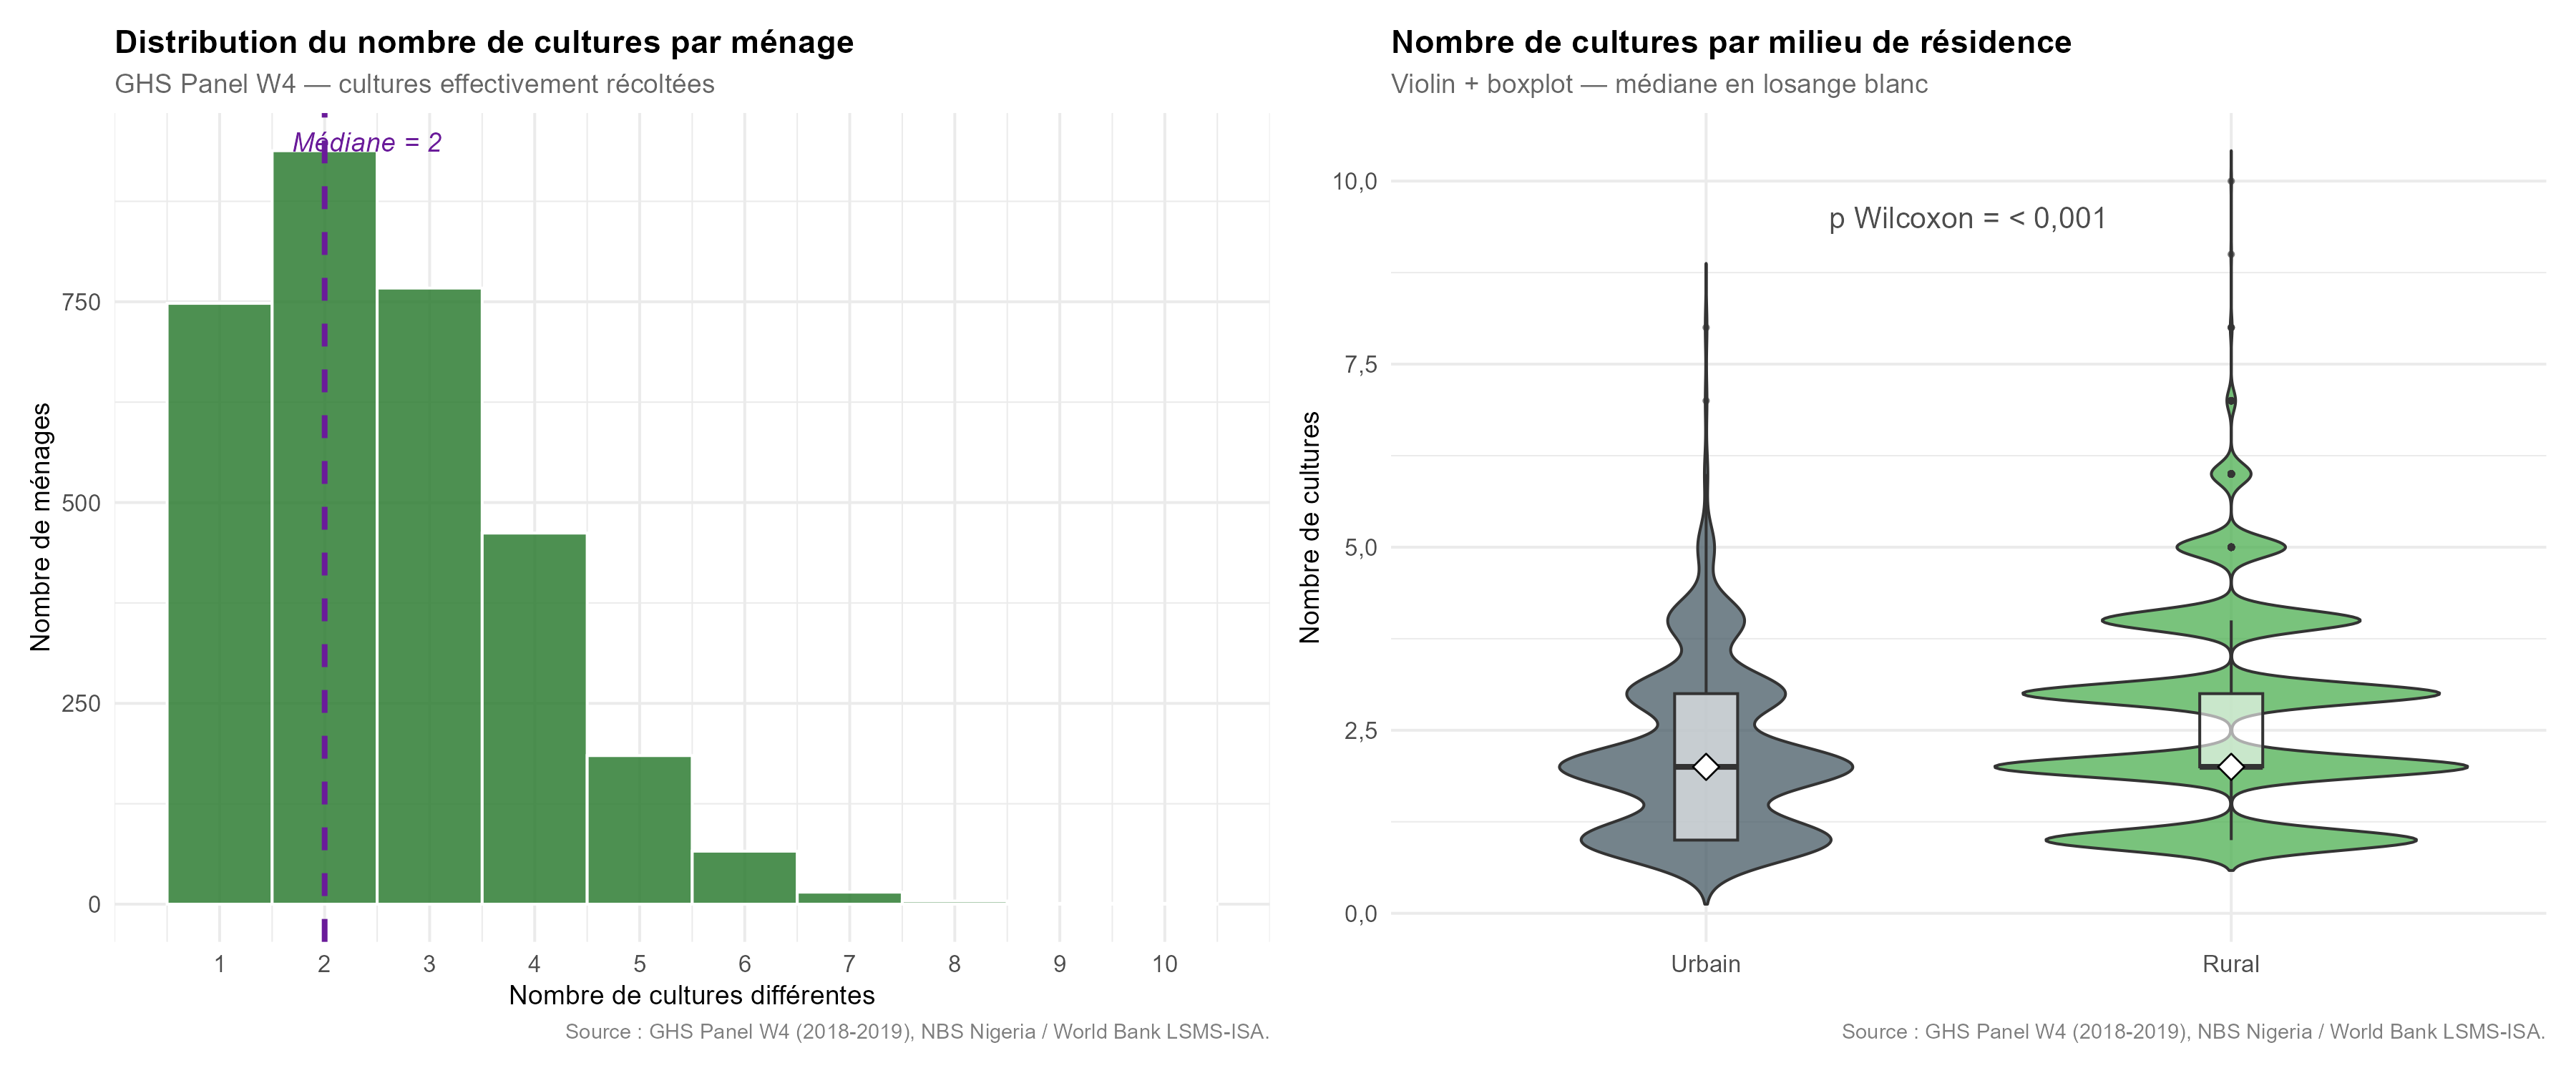 Distribution du nombre de cultures par ménage
GHS Panel W4 — cultures effectivement récoltées
Médiane = 2
Nombre de ménages
750
500
250
0
1 2 3 4 5 6 7 8 9 10
Nombre de cultures différentes
Source : GHS Panel W4 (2018-2019), NBS Nigeria / World Bank LSMS-ISA.
Nombre de cultures par milieu de résidence
Violin + boxplot — médiane en losange blanc
p Wilcoxon = < 0,001
Nombre de cultures
10,0
7,5
5,0
2,5
0,0
Urbain Rural
Source : GHS Panel W4 (2018-2019), NBS Nigeria / World Bank LSMS-ISA.